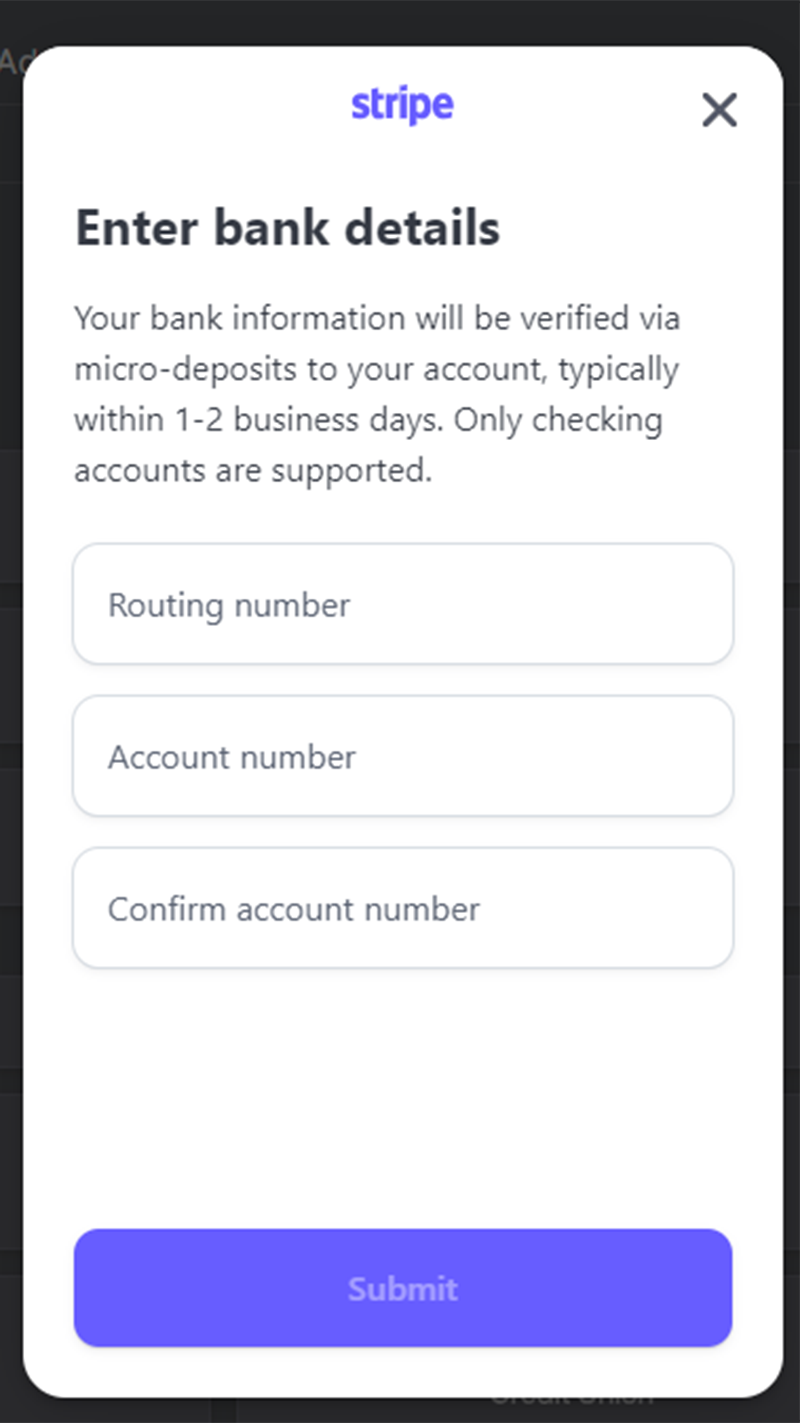 stripe
Enter bank details
Your bank information will be verified via
micro-deposits to your account, typically
within 1-2 business days. Only checking
accounts are supported.
Routing number
Account number
Confirm account number
Submit
Credit Union